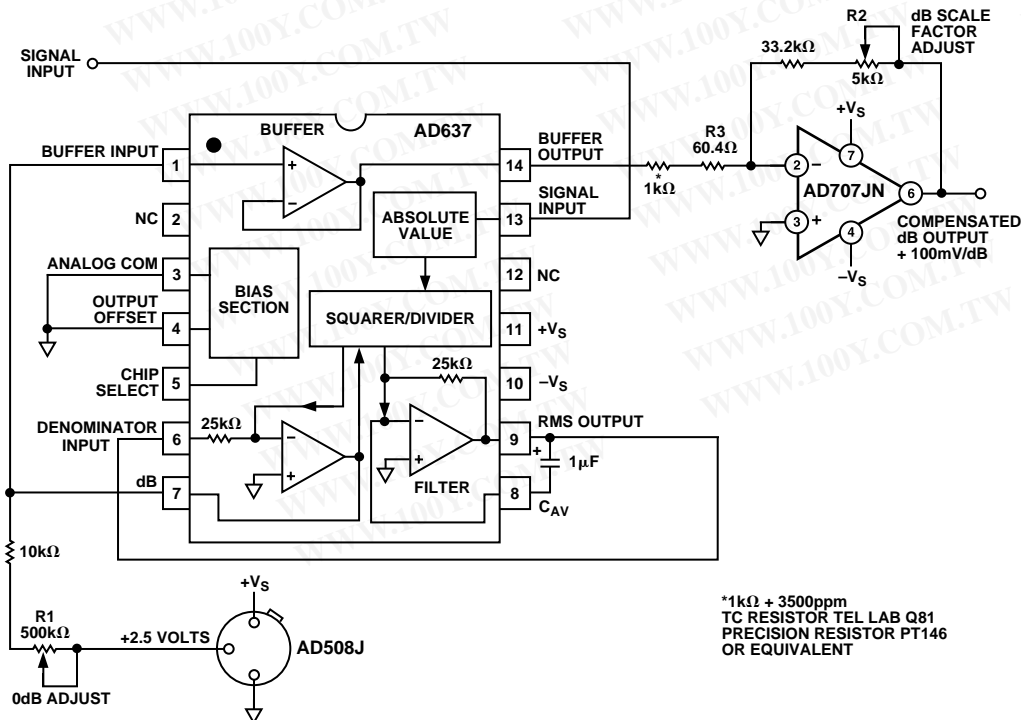 SIGNAL
INPUT
BUFFER
AD637
BUFFER INPUT
1
NC
2
ANALOG COM
3
OUTPUT
OFFSET
4
CHIP
SELECT
5
DENOMINATOR
INPUT
6
dB
7
BIAS
SECTION
ABSOLUTE
VALUE
SQUARER/DIVIDER
25kΩ
25kΩ
FILTER
+
−
−
+
−
+
14
BUFFER
OUTPUT
13
SIGNAL
INPUT
12
NC
11
+VS
10
−VS
9
RMS OUTPUT
+
1μF
8
CAV
*
1kΩ
R3
60.4Ω
33.2kΩ
R2
5kΩ
dB SCALE
FACTOR
ADJUST
+VS
7
2
−
AD707JN
6
3
+
4
−VS
COMPENSATED
dB OUTPUT
+ 100mV/dB
10kΩ
R1
500kΩ
0dB ADJUST
+2.5 VOLTS
+VS
AD508J
*1kΩ + 3500ppm
TC RESISTOR TEL LAB Q81
PRECISION RESISTOR PT146
OR EQUIVALENT
WWW.100Y.COM.TW